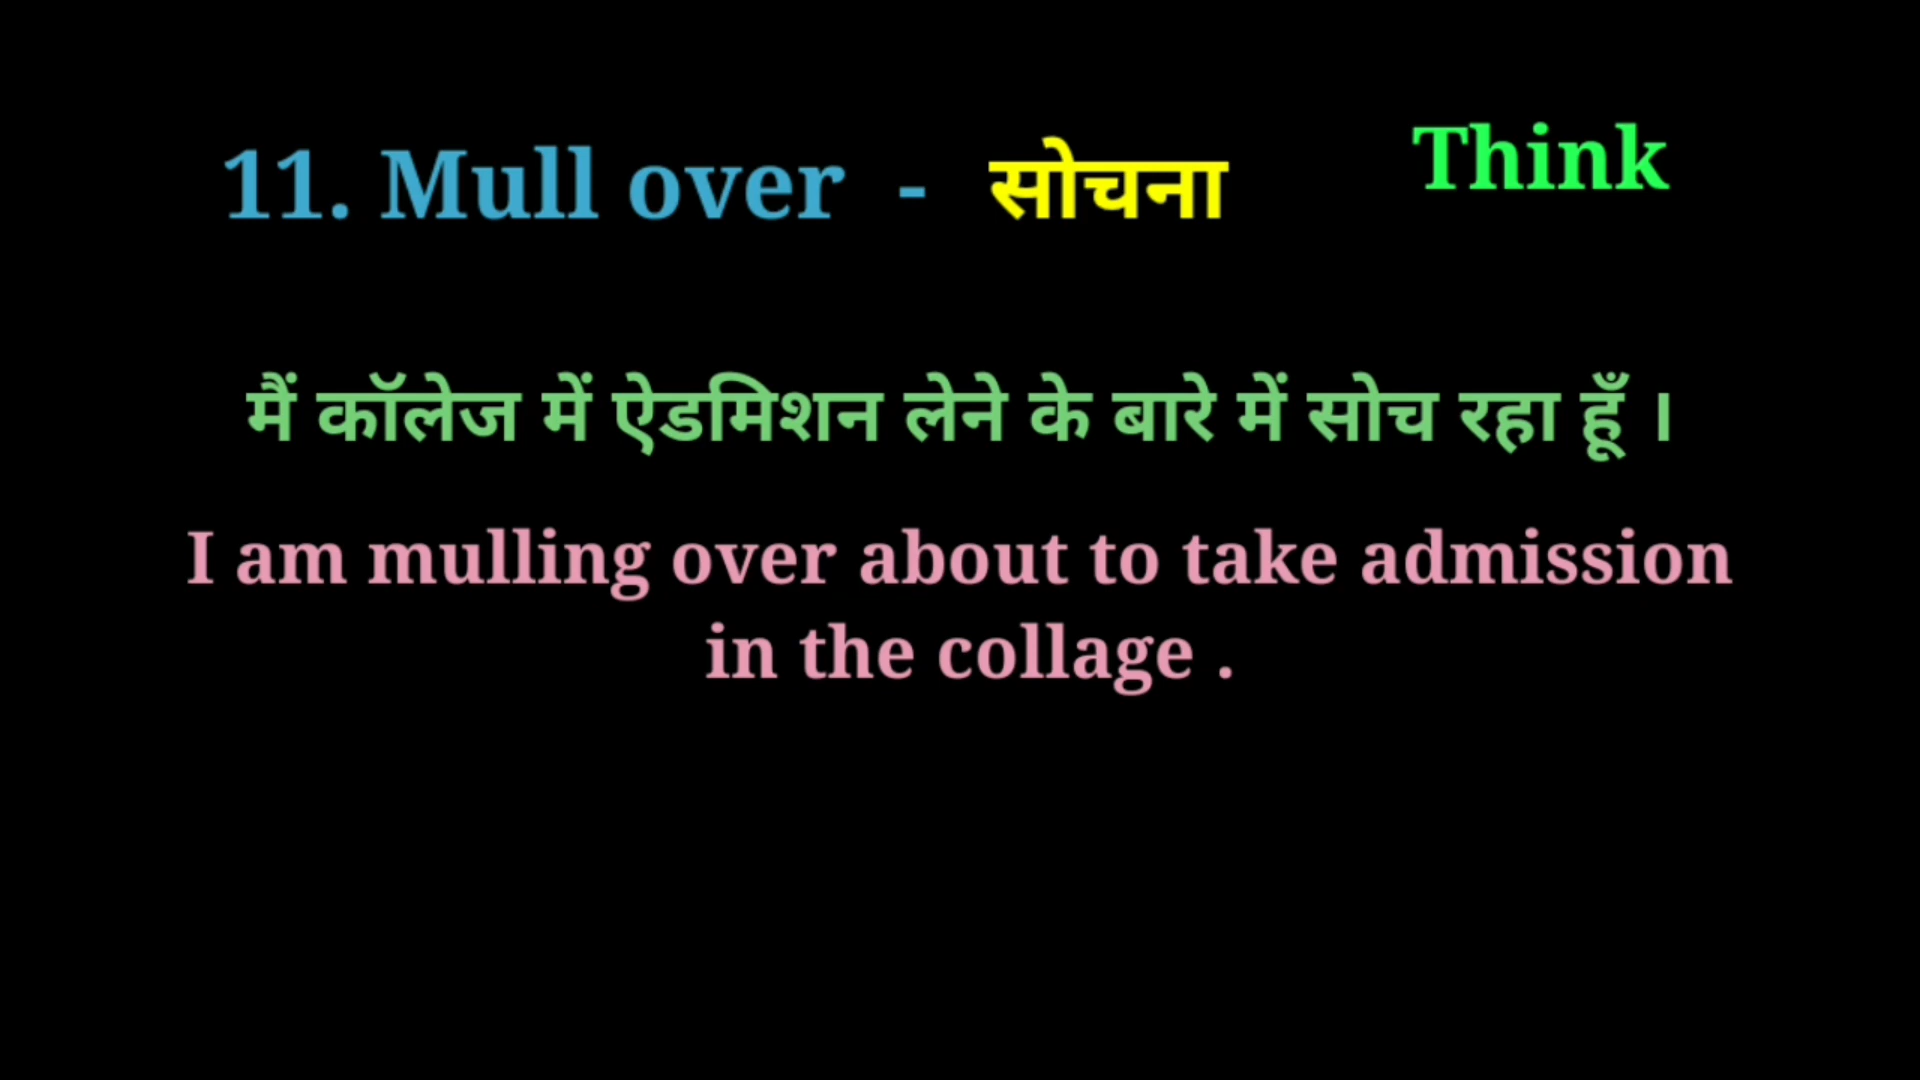 11. Mull over - सोचना Think
मैं कॉलेज में ऐडमिशन लेने के बारे में सोच रहा हूँ ।
I am mulling over about to take admission
in the collage .